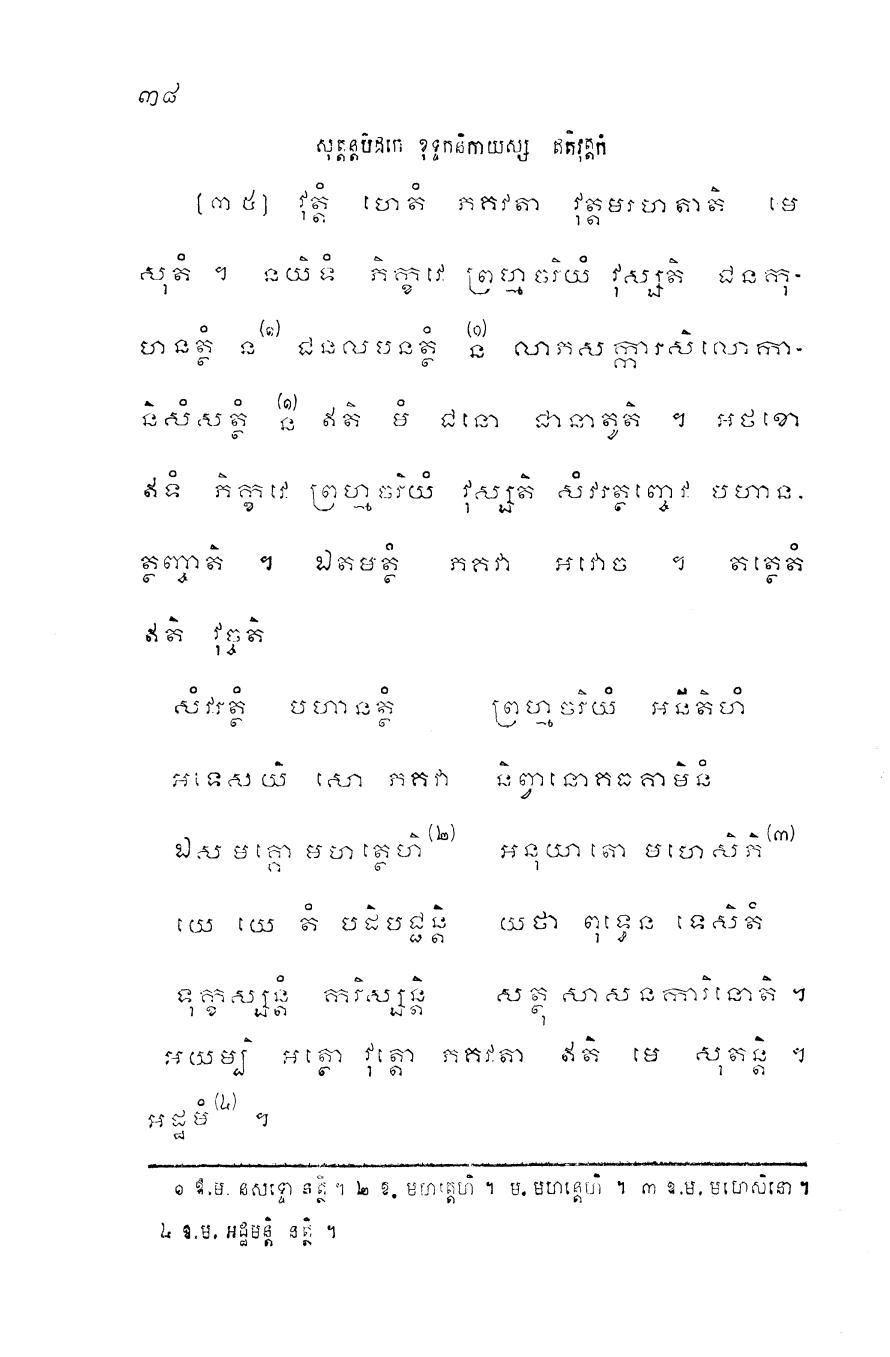 ៣៨
សុត្តន្តបិដកេ ខុទ្ទកនិកាយស្ស ឥតិវុត្តកំ
[៣៥] វុត្តំ ហេតំ ភគវតា វុត្តមរហតាតិ មេ
សុតំ ។ នយិទំ ភិក្ខវេ ព្រហ្មចរិយំ វុស្សតិ ជនកុ-
ហនត្ថំ ន(១) ជនលបនត្ថំ ន(១) លាភសក្ការសិលោកា-
និសំសត្ថំ ន(១) ឥតិ មំ ជនោ ជានាតូតិ ។ អថខោ
ឥទំ ភិក្ខវេ ព្រហ្មចរិយំ វុស្សតិ សំវរត្ថញ្ចេវ បហាន-
ត្ថញ្ចាតិ ។ ឯតមត្ថំ ភគវា អវោច ។ តត្ថេតំ
ឥតិ វុច្ចតិ
សំវរត្ថំ បហានត្ថំ ព្រហ្មចរិយំ អនីតិហំ
អទេសយិ សោ ភគវា និព្វានោគធគាមិនំ
ឯស មគ្គោ មហត្ថេហិ(២) អនុយាតោ មហេសិភិ(៣)
យេ យេ តំ បដិបជ្ជន្តិ យថា ពុទ្ធេន ទេសិតំ
ទុក្ខស្សន្តំ ករិស្សន្តិ សត្ថុ សាសនការិនោតិ ។
អយម្បិ អត្ថោ វុត្តោ ភគវតា ឥតិ មេ សុតន្តិ ។
អដ្ឋមំ(៤) ។
១ ឱ.ម. នសទ្ទោ នត្ថិ ។ ២ ឱ. មហត្តេហិ ។ ម. មហន្តេហិ ។ ៣ ឱ.ម. មហេសិនោ ។
៤ ឱ.ម. អដ្ឋមន្តិ នត្ថិ ។